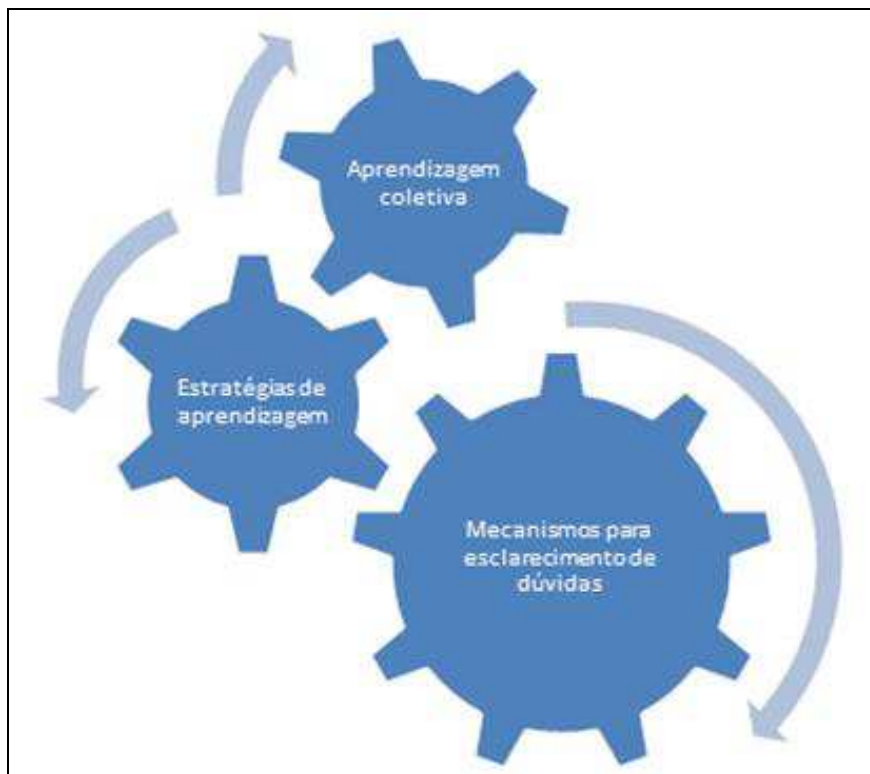 Aprendizagem
coletiva
Estratégias de
aprendizagem
Mecanismos para
esclarecimento de
dúvidas